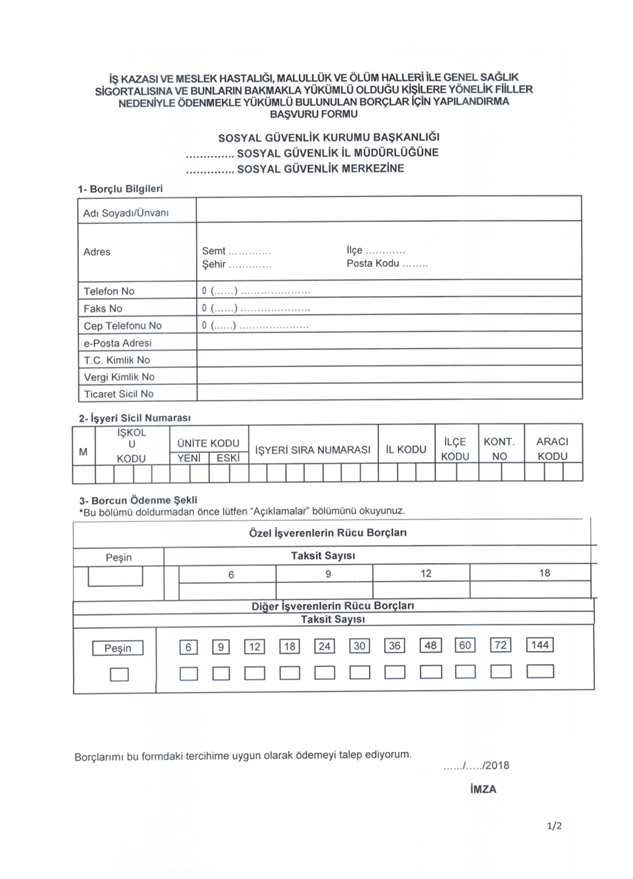 İŞ KAZASI VE MESLEK HASTALIĞI, MALULLÜK VE ÖLÜM HALLERİ İLE GENEL SAĞLIK
SİGORTALISINA VE BUNLARIN BAKMAKLA YÜKÜMLÜ OLDUĞU KİŞİLERE YÖNELİK FİİLLER
NEDENİYLE ÖDENMEKLE YÜKÜMLÜ BULUNULAN BORÇLAR İÇİN YAPILANDIRMA
BAŞVURU FORMU
SOSYAL GÜVENLİK KURUMU BAŞKANLIĞI
.............. SOSYAL GÜVENLİK İL MÜDÜRLÜĞÜNE
.............. SOSYAL GÜVENLİK MERKEZİNE
1- Borçlu Bilgileri
Adı Soyadı/Ünvanı
Adres
Semt ............. İlçe ............
Şehir ............. Posta Kodu ........
Telefon No 0 (......) .....................
Faks No 0 (......) .....................
Cep Telefonu No 0 (......) .....................
e-Posta Adresi
T.C. Kimlik No
Vergi Kimlik No
Ticaret Sicil No
2- İşyeri Sicil Numarası
M İŞKOL U KODU ÜNİTE KODU YENİ ESKİ İŞYERİ SIRA NUMARASI İL KODU İLÇE KODU KONT. NO ARACI KODU
3- Borcun Ödenme Şekli
*Bu bölümü doldurmadan önce lütfen “Açıklamalar” bölümünü okuyunuz.
Özel İşverenlerin Rücu Borçları
Peşin Taksit Sayısı
6 9 12 18
Diğer İşverenlerin Rücu Borçları
Taksit Sayısı
Peşin 6 9 12 18 24 30 36 48 60 72 144
Borçlarımı bu formdaki tercihime uygun olarak ödemeyi talep ediyorum.
....../...../2018
İMZA
1/2